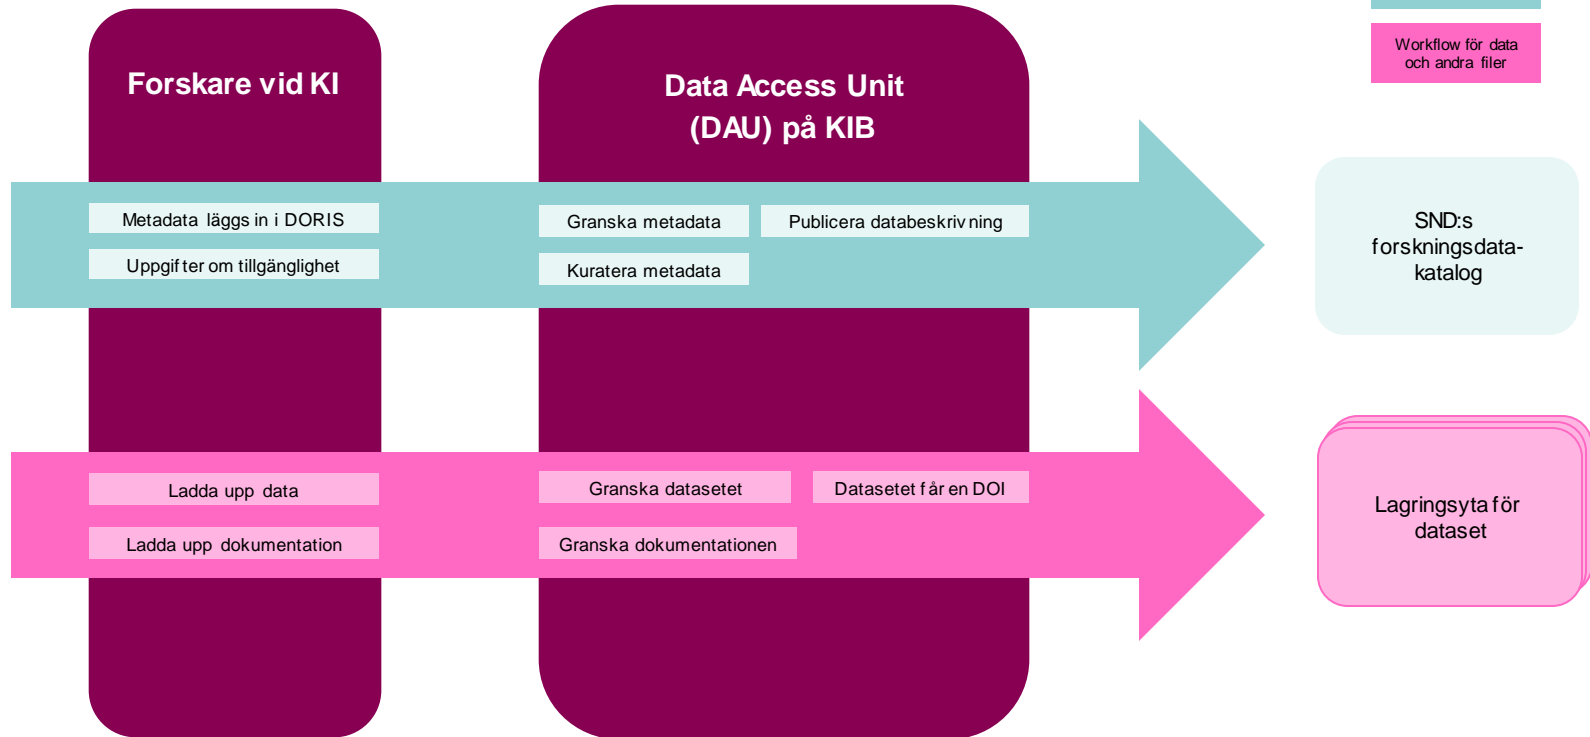 Workflow för data
och andra filer
Forskare vid KI
Data Access Unit
(DAU) på KIB
Metadata läggs in i DORIS
Uppgifter om tillgänglighet
Granska metadata
Publicera databeskrivning
Kuratera metadata
SND:s
forskningsdata-
katalog
Ladda upp data
Ladda upp dokumentation
Granska datasetet
Datasetet får en DOI
Granska dokumentationen
Lagringsyta för
dataset